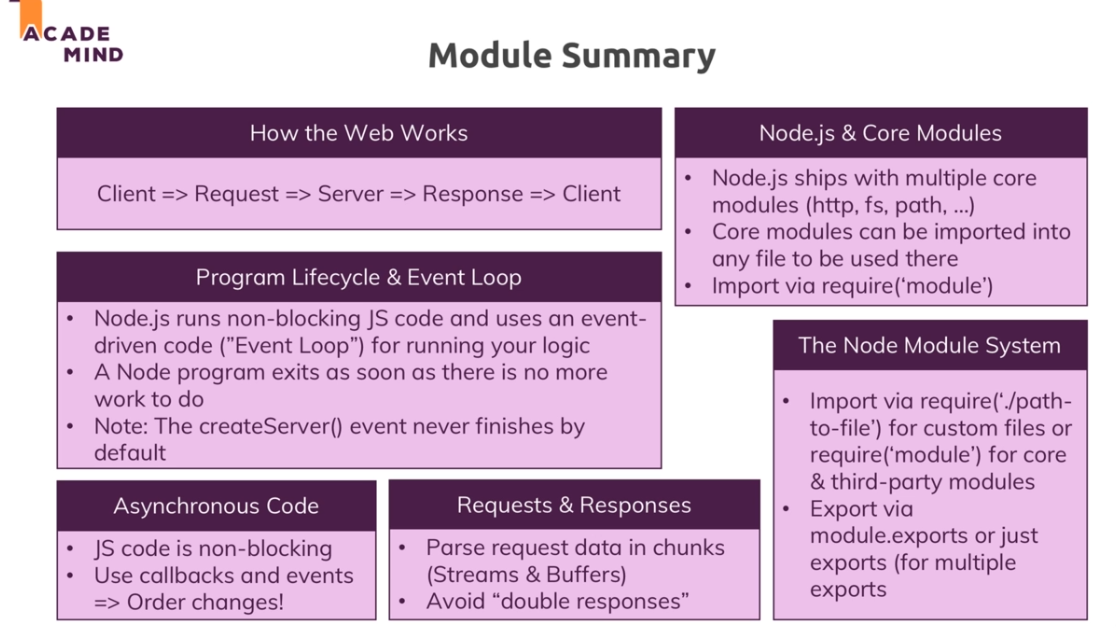 ACADE
MIND
Module Summary
How the Web Works
Client => Request => Server => Response => Client
Node.js & Core Modules
• Node.js ships with multiple core
modules (http, fs, path, …)
• Core modules can be imported into
any file to be used there
• Import via require(‘module’)
Program Lifecycle & Event Loop
• Node.js runs non-blocking JS code and uses an event-
driven code (”Event Loop”) for running your logic
• A Node program exits as soon as there is no more
work to do
• Note: The createServer() event never finishes by
default
The Node Module System
• Import via require(‘./path-
to-file’) for custom files or
require(‘module’) for core
& third-party modules
• Export via
module.exports or just
exports (for multiple
exports
Asynchronous Code
• JS code is non-blocking
• Use callbacks and events
=> Order changes!
Requests & Responses
• Parse request data in chunks
(Streams & Buffers)
• Avoid “double responses”